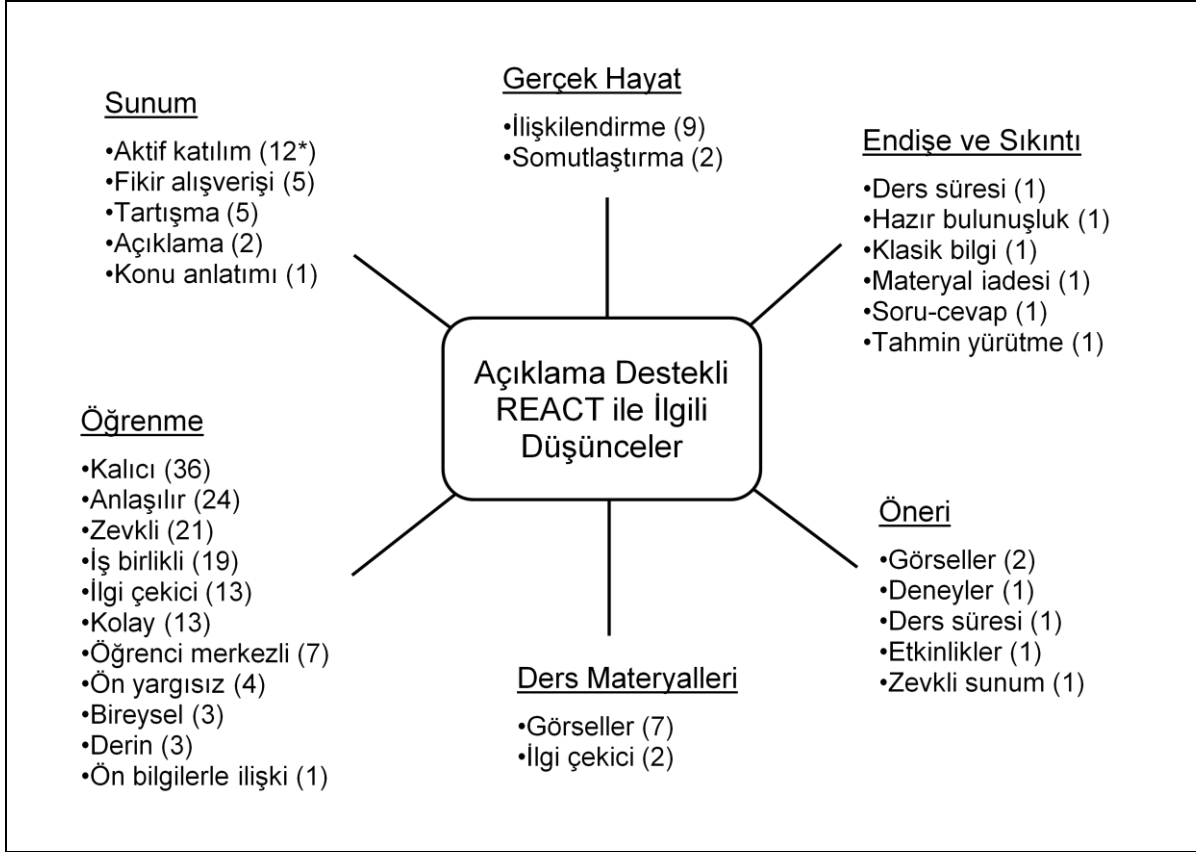 Sunum
•Aktif katılım (12*)
•Fikir alışverişi (5)
•Tartışma (5)
•Açıklama (2)
•Konu anlatımı (1)
Gerçek Hayat
•İlişkilendirme (9)
•Somutlaştırma (2)
Endişe ve Sıkıntı
•Ders süresi (1)
•Hazır bulunuşluk (1)
•Klasik bilgi (1)
•Materyal iadesi (1)
•Soru-cevap (1)
•Tahmin yürütme (1)
Açıklama Destekli
REACT ile İlgili
Düşünceler
Öğrenme
•Kalıcı (36)
•Anlaşılır (24)
•Zevkli (21)
•İş birlikli (19)
•İlgi çekici (13)
•Kolay (13)
•Öğrenci merkezli (7)
•Ön yargısız (4)
•Bireysel (3)
•Derin (3)
•Ön bilgilerle ilişki (1)
Ders Materyalleri
•Görseller (7)
•İlgi çekici (2)
Öneri
•Görseller (2)
•Deneyler (1)
•Ders süresi (1)
•Etkinlikler (1)
•Zevkli sunum (1)